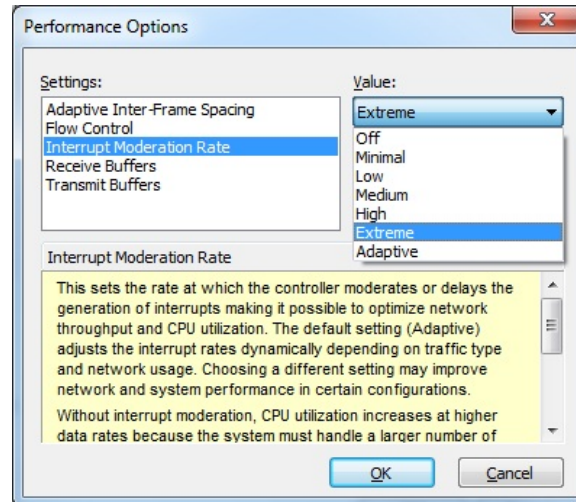 Performance Options
Settings:
Adaptive Inter-Frame Spacing
Flow Control
Interrupt Moderation Rate
Receive Buffers
Transmit Buffers
Value:
Extreme
Off
Minimal
Low
Medium
High
Extreme
Adaptive
Interrupt Moderation Rate
This sets the rate at which the controller moderates or delays the
generation of interrupts making it possible to optimize network
throughput and CPU utilization. The default setting (Adaptive)
adjusts the interrupt rates dynamically depending on traffic type
and network usage. Choosing a different setting may improve
network and system performance in certain configurations.
Without interrupt moderation, CPU utilization increases at higher
data rates because the system must handle a larger number of
OK
Cancel